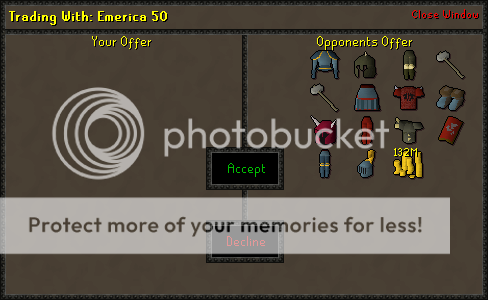 Trading With: Emerica 50
Close Window
Your Offer
Opponents Offer
132M
photobucket
Accept
Protect more of your memories for less!
Decline